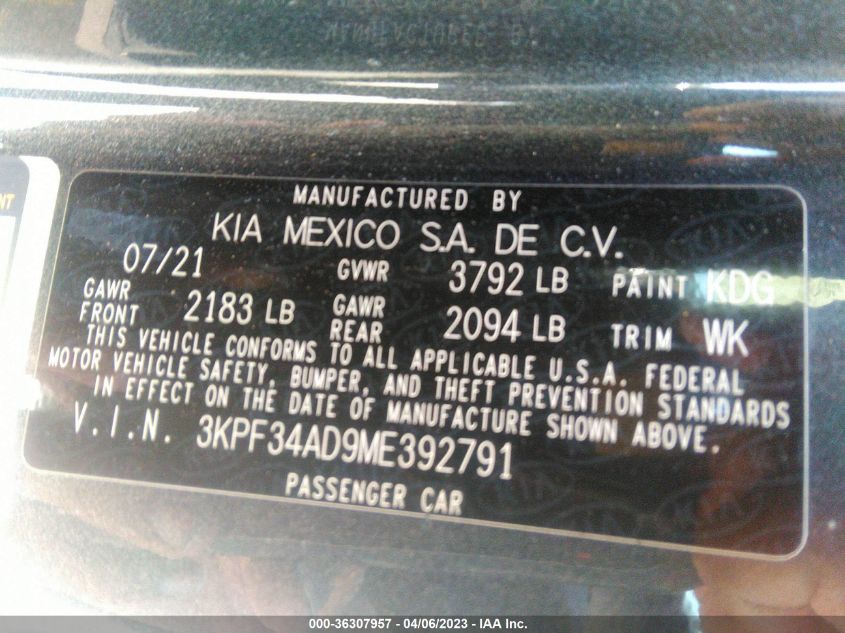 MANUFACTURED BY
KIA MEXICO S.A. DE C.V.
07/21 GVWR 3792 LB PAINT KDG
GAWR FRONT 2183 LB GAWR REAR 2094 LB TRIM WK
THIS VEHICLE CONFORMS TO ALL APPLICABLE U.S.A. FEDERAL
MOTOR VEHICLE SAFETY, BUMPER, AND THEFT PREVENTION STANDARDS
IN EFFECT ON THE DATE OF MANUFACTURE SHOWN ABOVE.
V.I.N. 3KPF34AD9ME392791
PASSENGER CAR
000-36307957 - 04/06/2023 - IAA Inc.